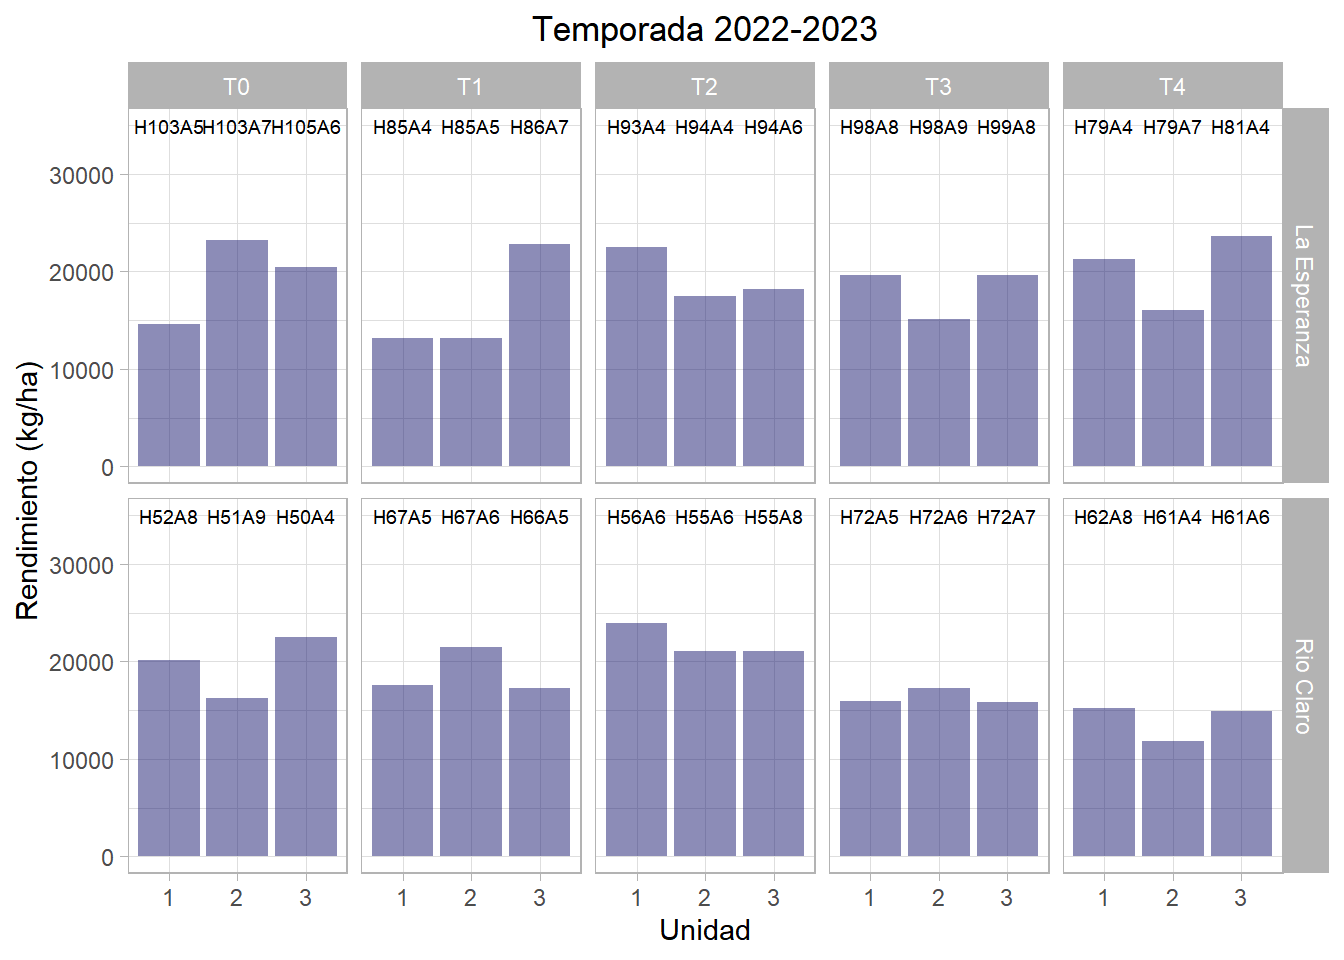 Temporada 2022-2023
T0 T1 T2 T3 T4
H103A5 H103A7 H105A6 H85A4 H85A5 H86A7 H93A4 H94A4 H94A6 H98A8 H98A9 H99A8 H79A4 H79A7 H81A4
30000
20000
10000
0
La Esperanza
H52A8 H51A9 H50A4 H67A5 H67A6 H66A5 H56A6 H55A6 H55A8 H72A5 H72A6 H72A7 H62A8 H61A4 H61A6
30000
20000
10000
0
Rio Claro
Rendimiento (kg/ha)
1 2 3 1 2 3 1 2 3 1 2 3 1 2 3
Unidad